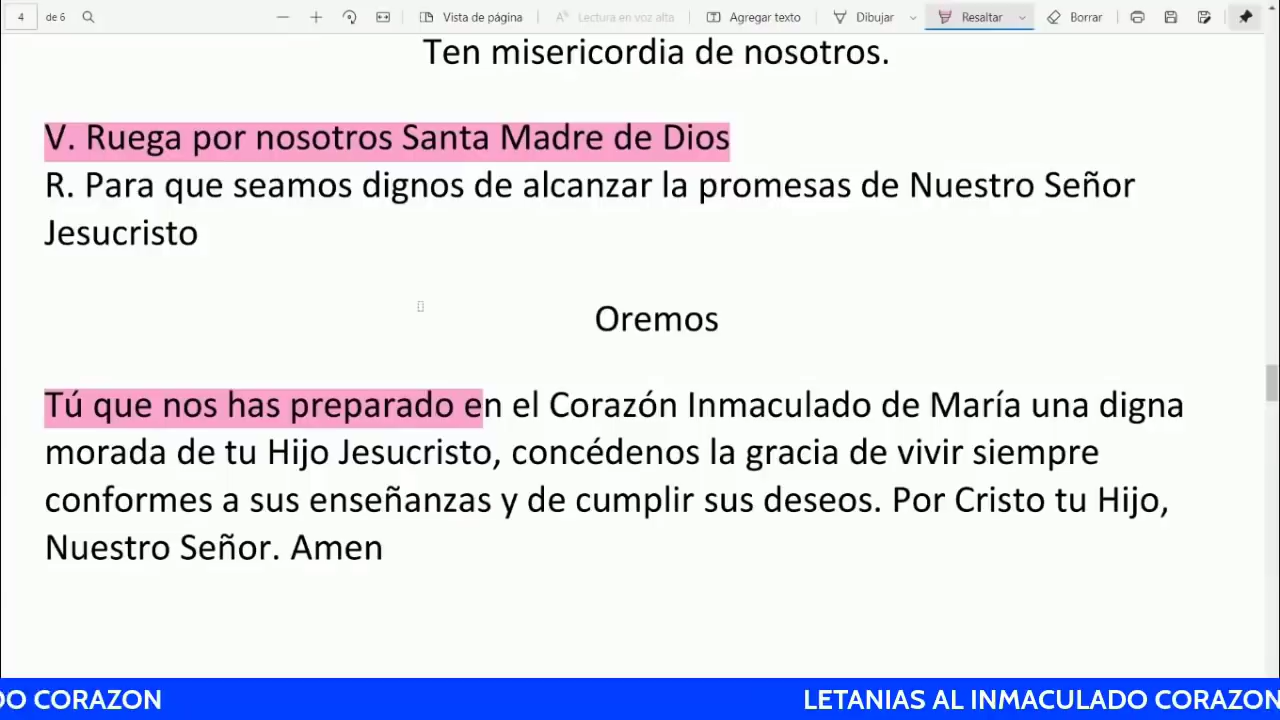 4 de 6 Vista de página Lectura en voz alta Agregar texto Dibujar Resaltar Borrar
Ten misericordia de nosotros.
V. Ruega por nosotros Santa Madre de Dios
R. Para que seamos dignos de alcanzar la promesas de Nuestro Señor
Jesucristo
Oremos
Tú que nos has preparado en el Corazón Inmaculado de María una digna
morada de tu Hijo Jesucristo, concédenos la gracia de vivir siempre
conformes a sus enseñanzas y de cumplir sus deseos. Por Cristo tu Hijo,
Nuestro Señor. Amen
DO CORAZON LETANIAS AL INMACULADO CORAZON